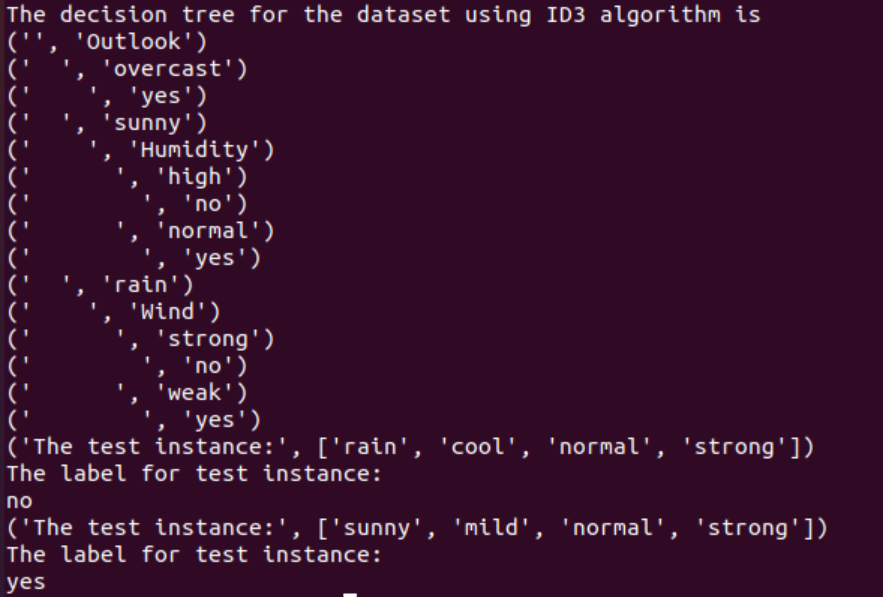 The decision tree for the dataset using ID3 algorithm is
('', 'Outlook')
('  ', 'overcast')
('    ', 'yes')
('  ', 'sunny')
('    ', 'Humidity')
('      ', 'high')
('        ', 'no')
('      ', 'normal')
('        ', 'yes')
('  ', 'rain')
('    ', 'Wind')
('      ', 'strong')
('        ', 'no')
('      ', 'weak')
('        ', 'yes')
('The test instance:', ['rain', 'cool', 'normal', 'strong'])
The label for test instance:
no
('The test instance:', ['sunny', 'mild', 'normal', 'strong'])
The label for test instance:
yes